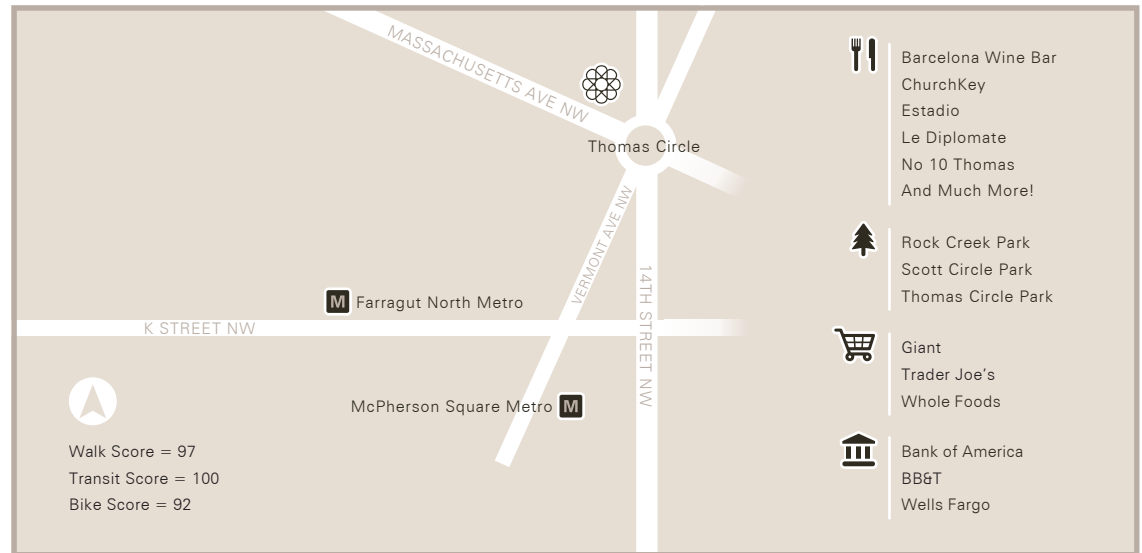 MASSACHUSETTS AVE NW
Thomas Circle
VERMONT AVE NW
14TH STREET NW
M Farragut North Metro
K STREET NW
McPherson Square Metro M
Walk Score = 97
Transit Score = 100
Bike Score = 92
Barcelona Wine Bar
ChurchKey
Estadio
Le Diplomate
No 10 Thomas
And Much More!
Rock Creek Park
Scott Circle Park
Thomas Circle Park
Giant
Trader Joe’s
Whole Foods
Bank of America
BB&T
Wells Fargo